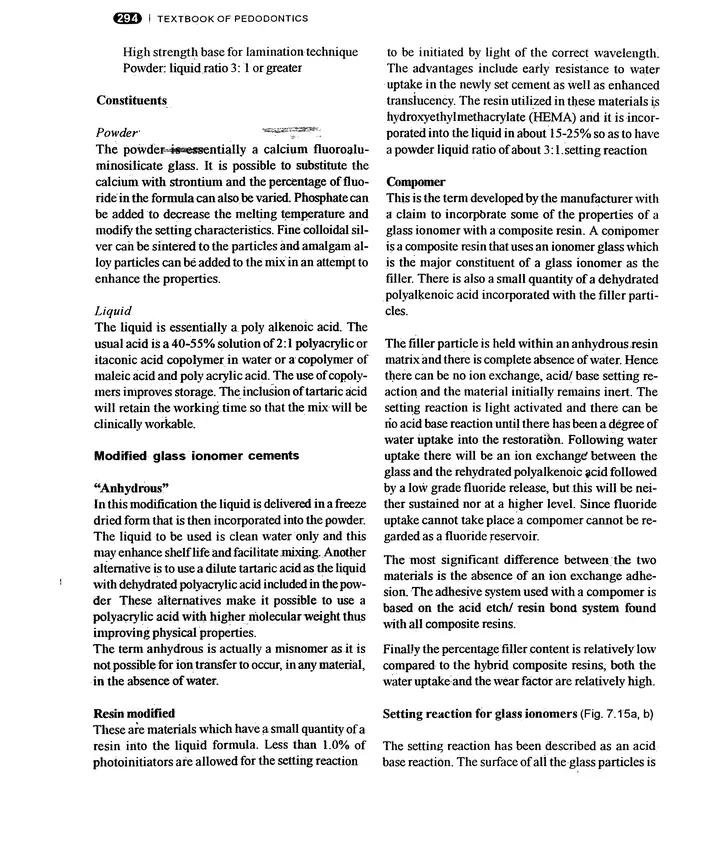 294 | TEXTBOOK OF PEDODONTICS
High strength base for lamination technique
Powder: liquid ratio 3: 1 or greater
Constituents
Powder
The powder is essentially a calcium fluoroalu-
minosilicate glass. It is possible to substitute the
calcium with strontium and the percentage of fluo-
ride in the formula can also be varied. Phosphate can
be added to decrease the melting temperature and
modify the setting characteristics. Fine colloidal sil-
ver can be sintered to the particles and amalgam al-
loy particles can be added to the mix in an attempt to
enhance the properties.
Liquid
The liquid is essentially a poly alkenoic acid. The
usual acid is a 40-55% solution of 2:1 polyacrylic or
itaconic acid copolymer in water or a copolymer of
maleic acid and poly acrylic acid. The use of copoly-
mers improves storage. The inclusion of tartaric acid
will retain the working time so that the mix will be
clinically workable.
Modified glass ionomer cements
“Anhydrous”
In this modification the liquid is delivered in a freeze
dried form that is then incorporated into the powder.
The liquid to be used is clean water only and this
may enhance shelf life and facilitate mixing. Another
alternative is to use a dilute tartaric acid as the liquid
with dehydrated polyacrylic acid included in the pow-
der These alternatives make it possible to use a
polyacrylic acid with higher molecular weight thus
improving physical properties.
The term anhydrous is actually a misnomer as it is
not possible for ion transfer to occur, in any material,
in the absence of water.
Resin modified
These are materials which have a small quantity of a
resin into the liquid formula. Less than 1.0% of
photoinitiators are allowed for the setting reaction
to be initiated by light of the correct wavelength.
The advantages include early resistance to water
uptake in the newly set cement as well as enhanced
translucency. The resin utilized in these materials is
hydroxyethylmethacrylate (HEMA) and it is incor-
porated into the liquid in about 15-25% so as to have
a powder liquid ratio of about 3:1. setting reaction
Compomer
This is the term developed by the manufacturer with
a claim to incorporate some of the properties of a
glass ionomer with a composite resin. A compomer
is a composite resin that uses an ionomer glass which
is the major constituent of a glass ionomer as the
filler. There is also a small quantity of a dehydrated
polyalkenoic acid incorporated with the filler parti-
cles.
The filler particle is held within an anhydrous resin
matrix and there is complete absence of water. Hence
there can be no ion exchange, acid/ base setting re-
action and the material initially remains inert. The
setting reaction is light activated and there can be
no acid base reaction until there has been a degree of
water uptake into the restoration. Following water
uptake there will be an ion exchange between the
glass and the rehydrated polyalkenoic acid followed
by a low grade fluoride release, but this will be nei-
ther sustained nor at a higher level. Since fluoride
uptake cannot take place a compomer cannot be re-
garded as a fluoride reservoir.
The most significant difference between the two
materials is the absence of an ion exchange adhe-
sion. The adhesive system used with a compomer is
based on the acid etch/ resin bond system found
with all composite resins.
Finally the percentage filler content is relatively low
compared to the hybrid composite resins, both the
water uptake and the wear factor are relatively high.
Setting reaction for glass ionomers (Fig. 7.15a, b)
The setting reaction has been described as an acid
base reaction. The surface of all the glass particles is